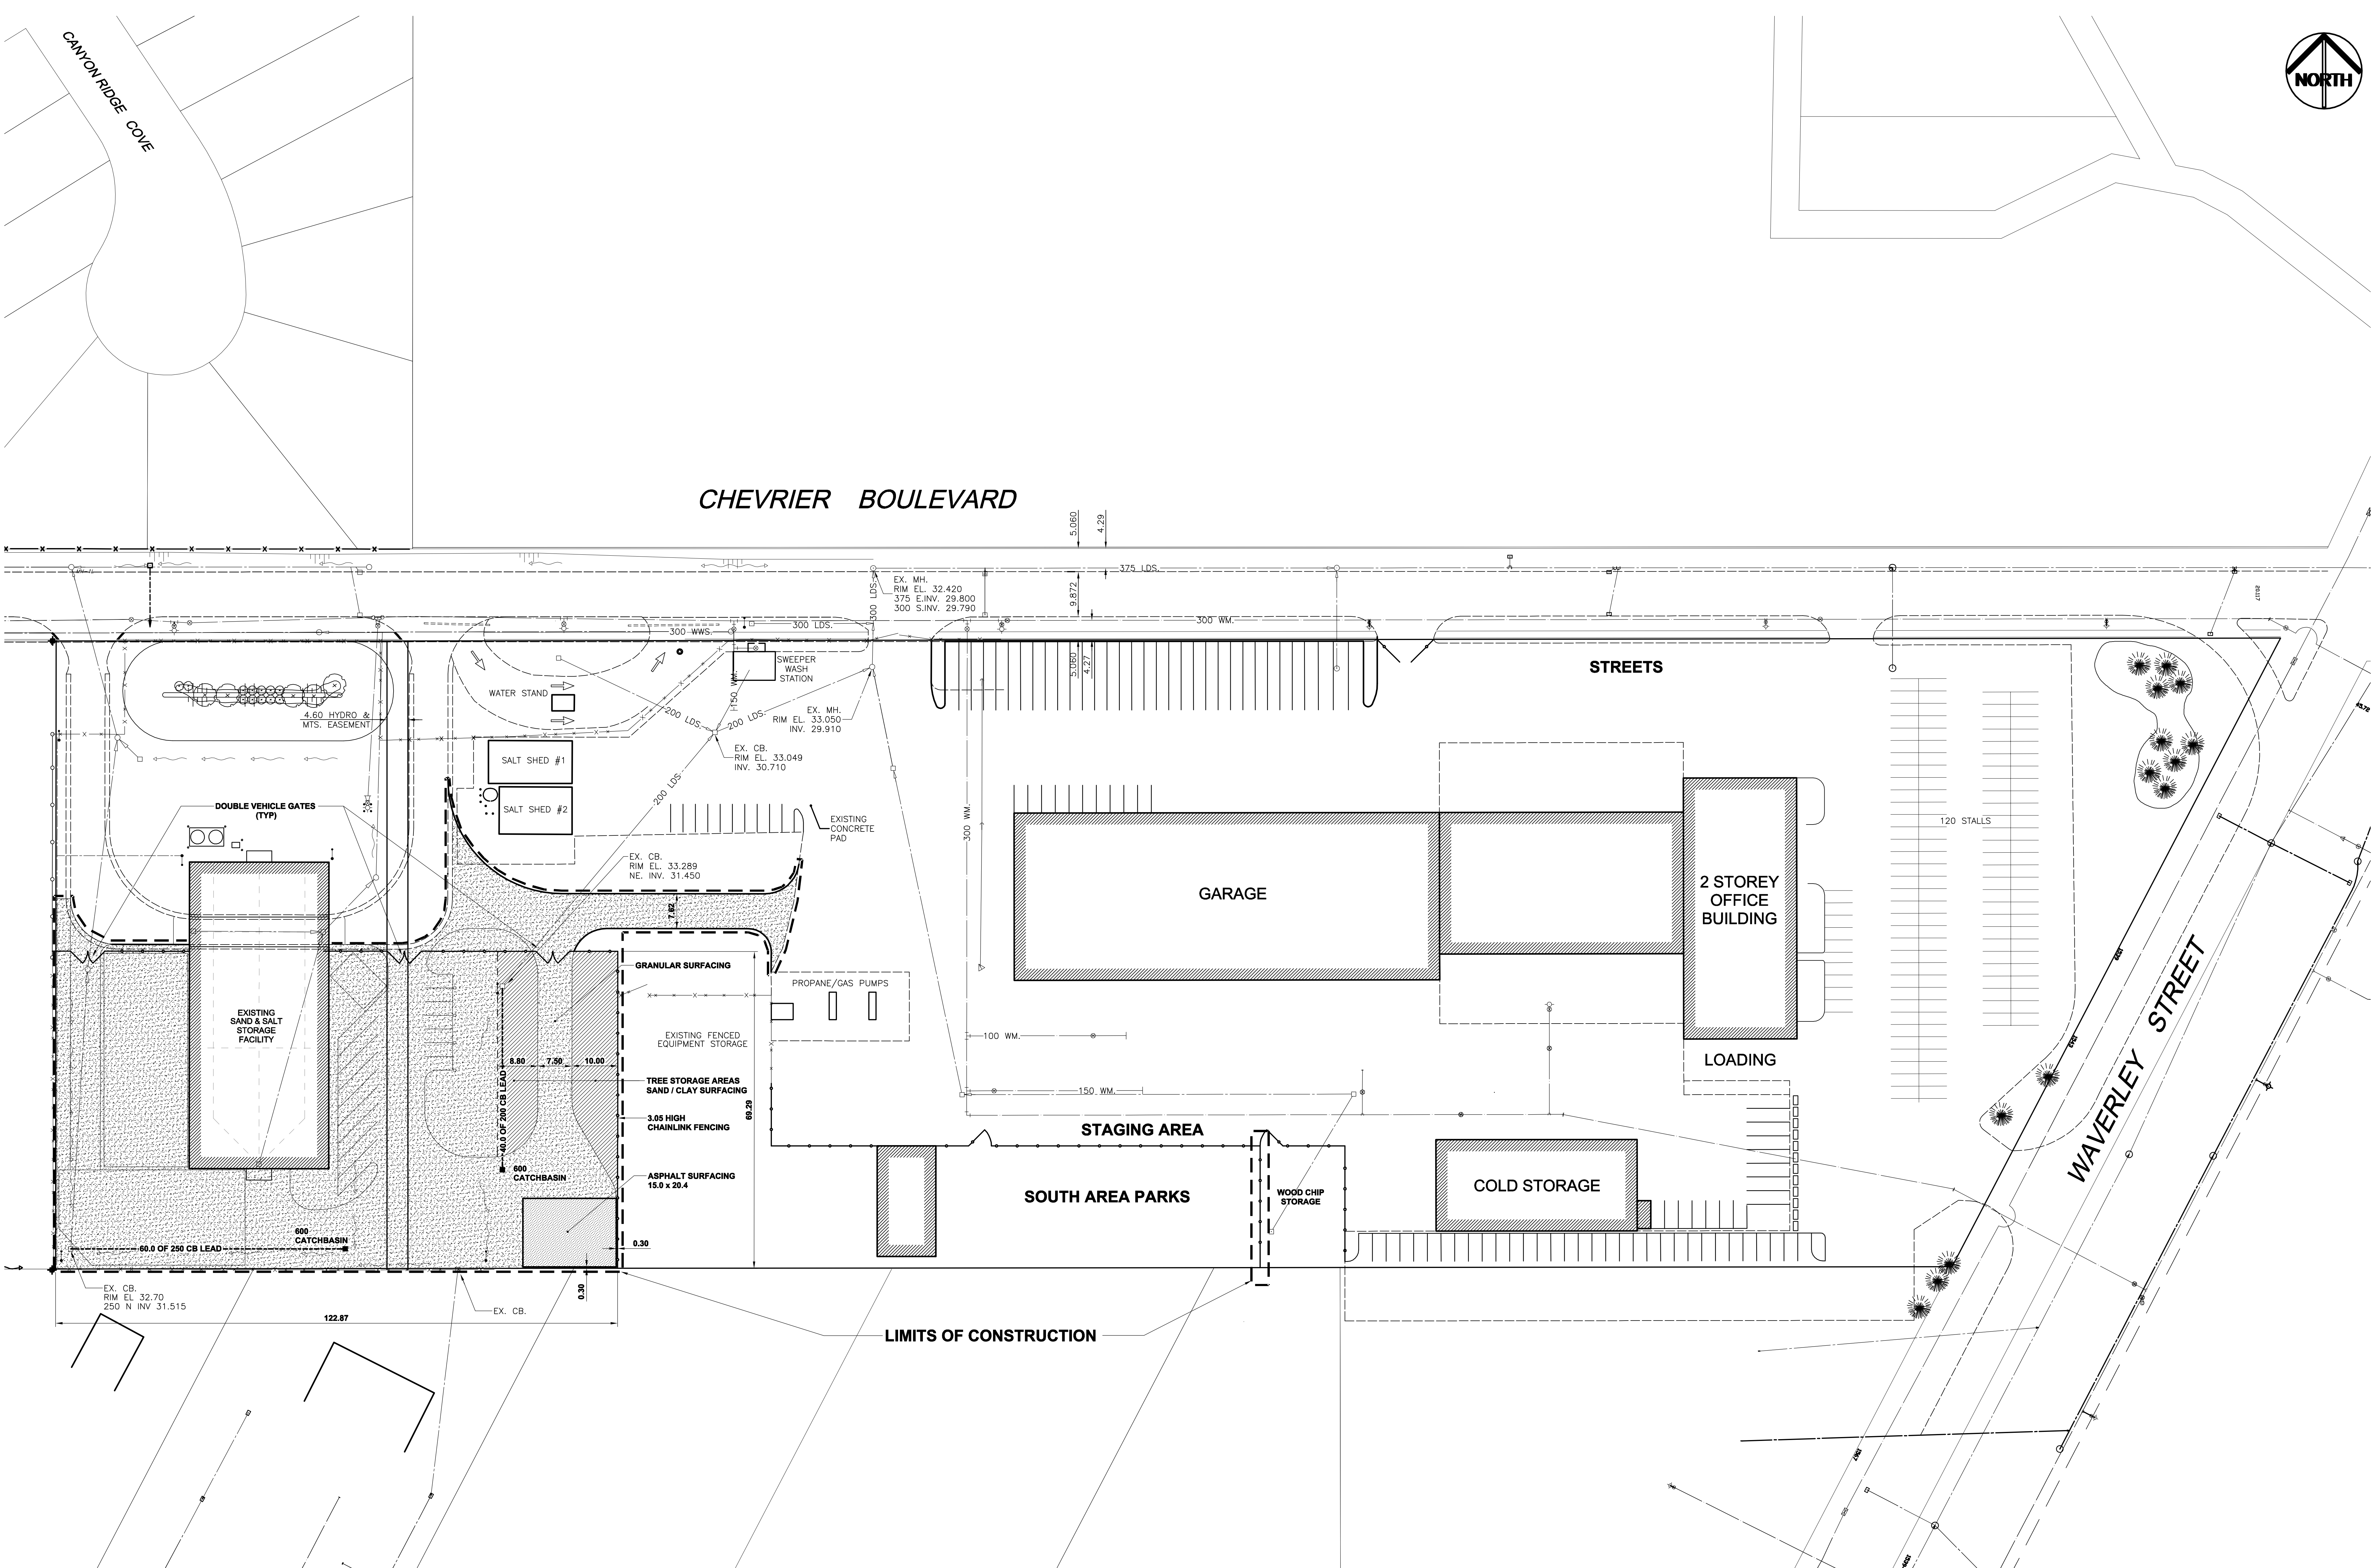 CANYON RIDGE COVE
NORTH
CHEVRIER BOULEVARD
5.060
4.29
375 LDS.
EX. MH.
RIM EL. 32.420
375 E.INV. 29.800
300 S.INV. 29.790
300 LDS.
9.872
300 WM.
300 LDS.
300 WWS.
SWEEPER
WASH
STATION
150 WM.
5.060
4.27
STREETS
WATER STAND
4.60 HYDRO &
MTS. EASEMENT
200 LDS.
200 LDS.
EX. MH.
RIM EL. 33.050
INV. 29.910
EX. CB.
RIM EL. 33.049
INV. 30.710
SALT SHED #1
200 LDS
SALT SHED #2
DOUBLE VEHICLE GATES
(TYP)
EXISTING
CONCRETE
PAD
300 WM.
120 STALLS
EX. CB.
RIM EL. 33.289
NE. INV. 31.450
GARAGE
2 STOREY
OFFICE
BUILDING
7.62
GRANULAR SURFACING
PROPANE/GAS PUMPS
EXISTING
SAND & SALT
STORAGE
FACILITY
EXISTING FENCED
EQUIPMENT STORAGE
100 WM.
8.80
7.50
10.00
LOADING
TREE STORAGE AREAS
SAND / CLAY SURFACING
40.0 OF 200 CB LEAD
69.29
150 WM.
3.05 HIGH
CHAINLINK FENCING
STAGING AREA
WAVERLEY STREET
600
CATCHBASIN
ASPHALT SURFACING
15.0 x 20.4
SOUTH AREA PARKS
WOOD CHIP
STORAGE
COLD STORAGE
600
CATCHBASIN
60.0 OF 250 CB LEAD
0.30
0.30
EX. CB.
RIM EL 32.70
250 N INV 31.515
EX. CB.
122.87
LIMITS OF CONSTRUCTION